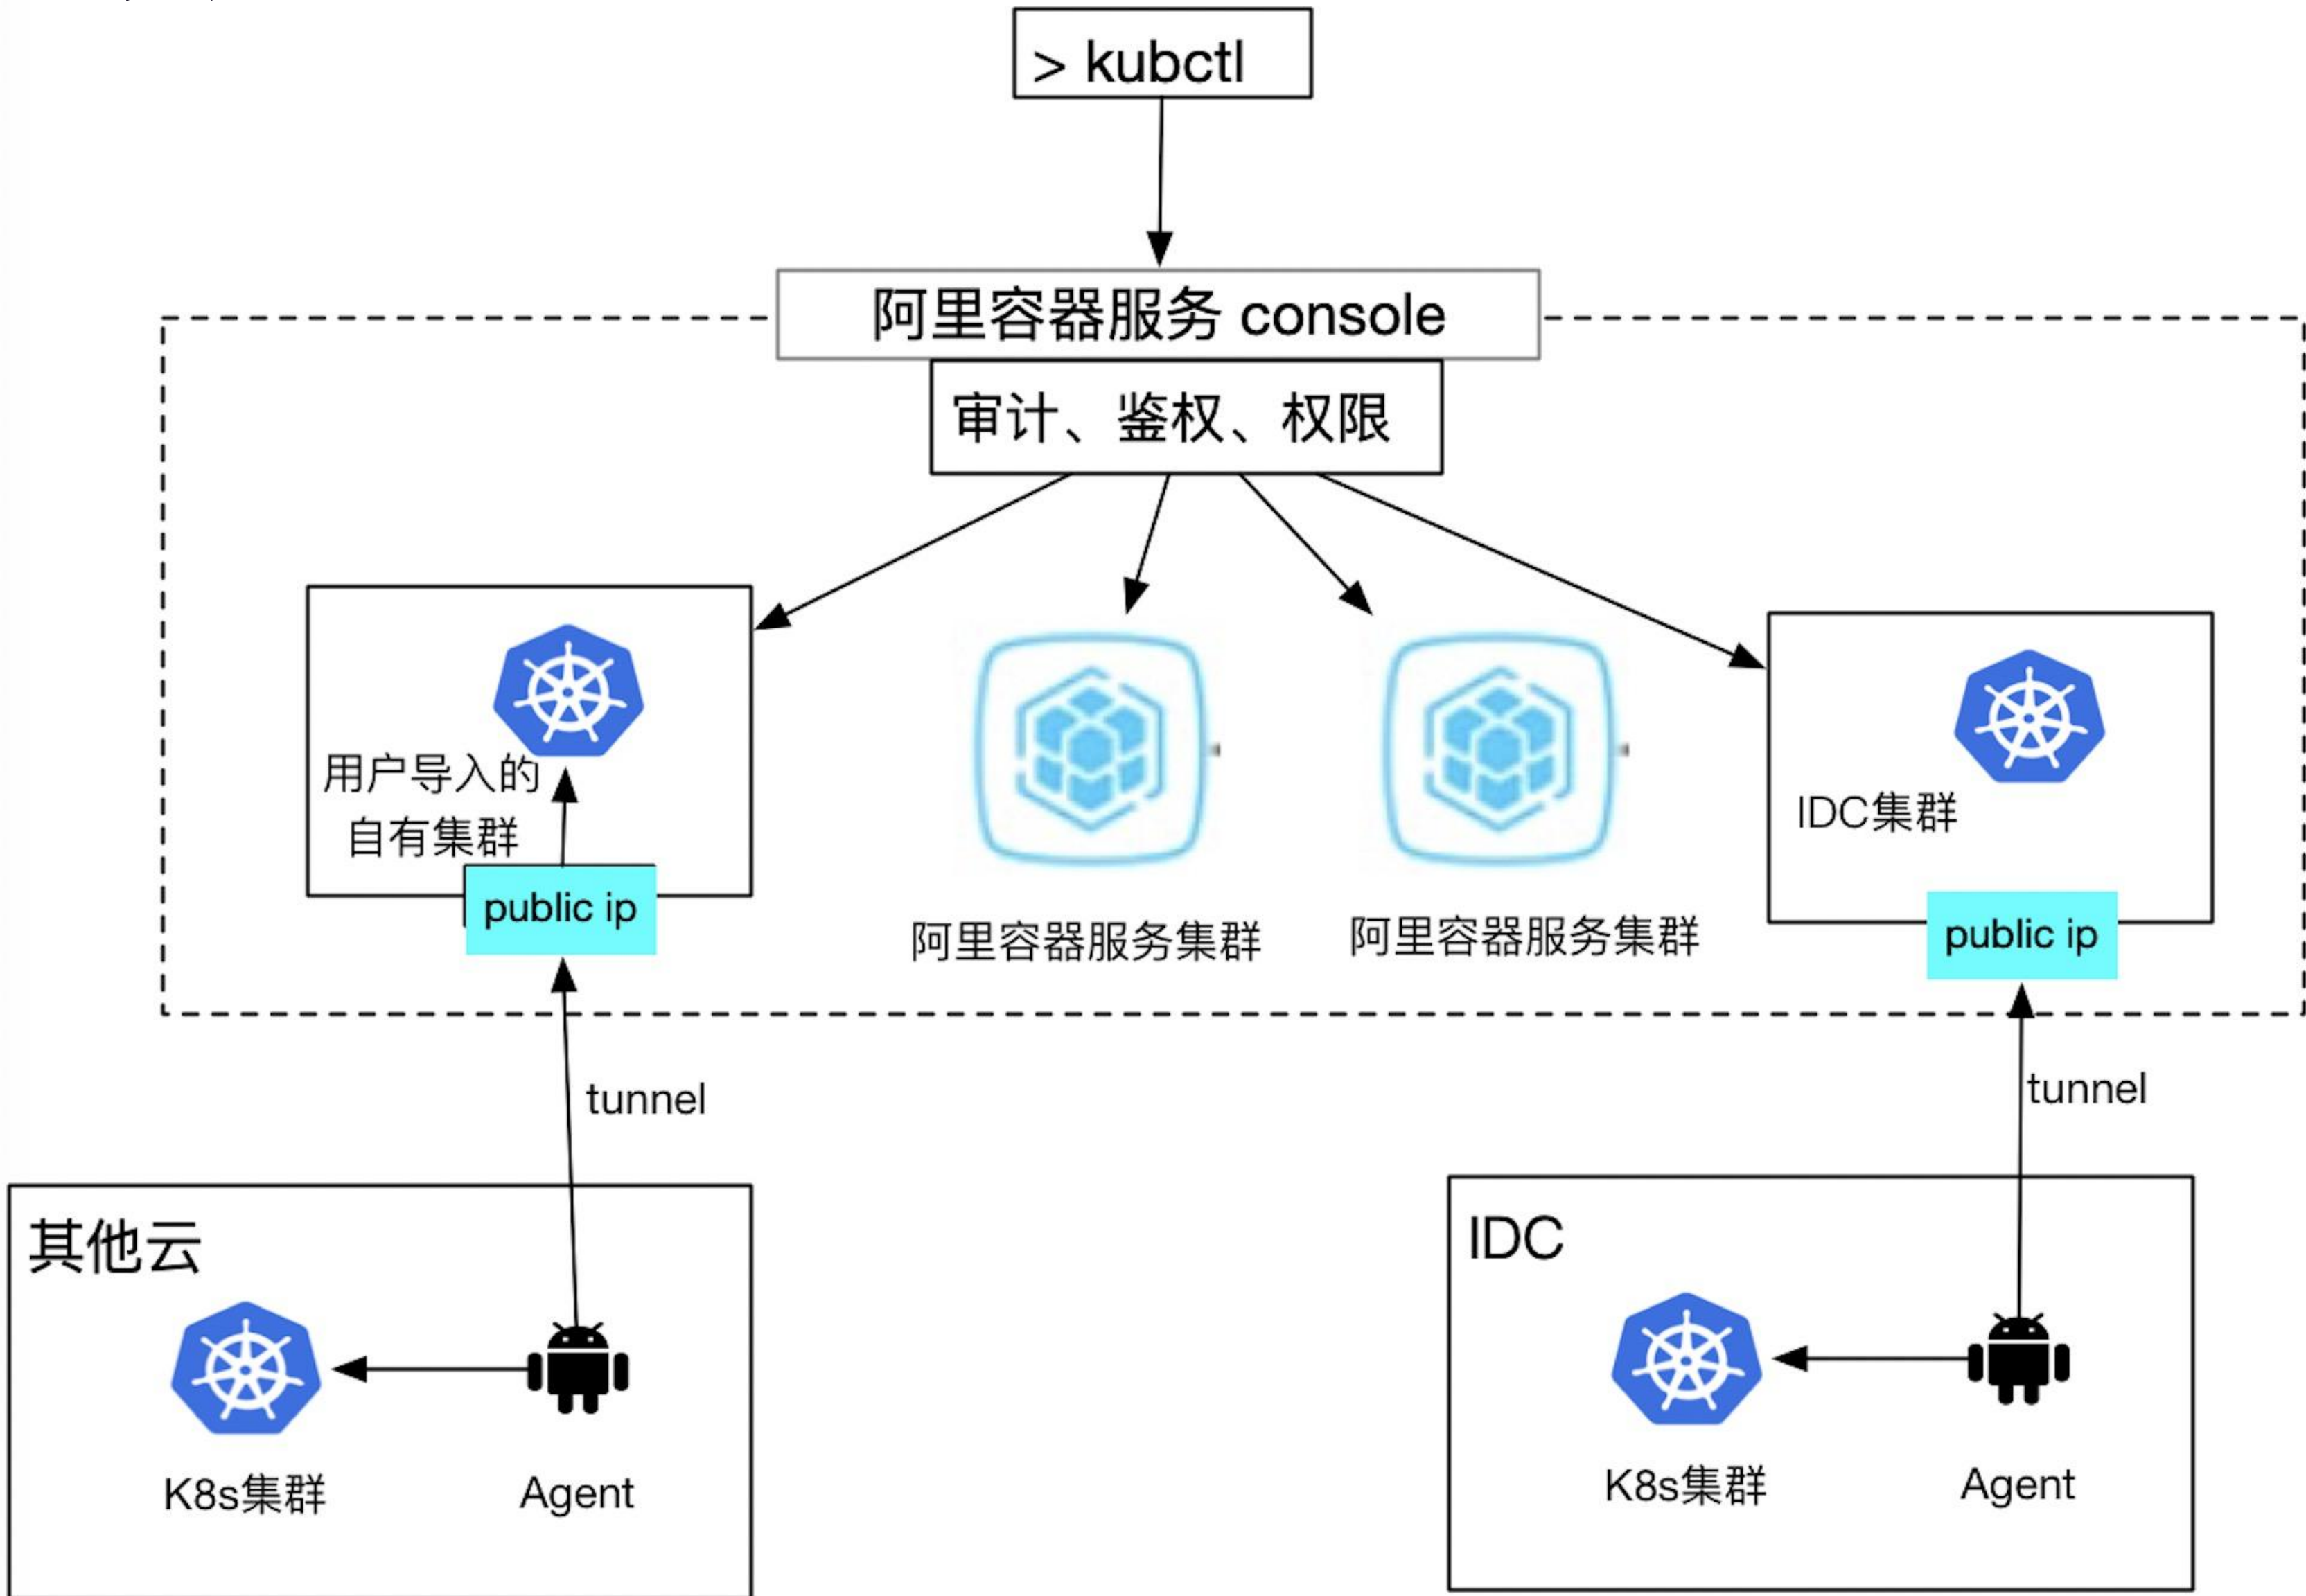 > kubctl
阿里容器服务 console
审计、鉴权、权限
用户导入的
自有集群
public ip
阿里容器服务集群
阿里容器服务集群
IDC集群
public ip
tunnel
tunnel
其他云
K8s集群
Agent
IDC
K8s集群
Agent